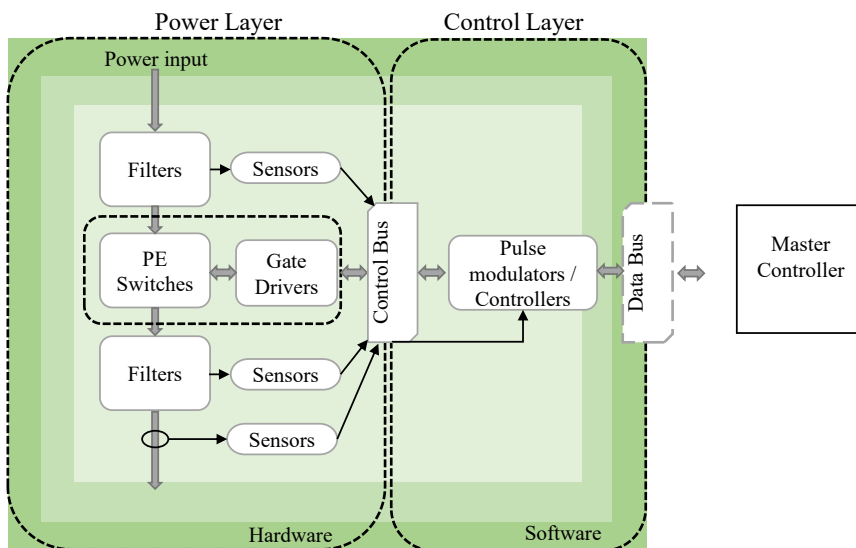 Power Layer
Control Layer
Power input
Filters
Sensors
PE
Switches
Gate
Drivers
Control Bus
Pulse
modulators /
Controllers
Data Bus
Master
Controller
Filters
Sensors
Sensors
Hardware
Software